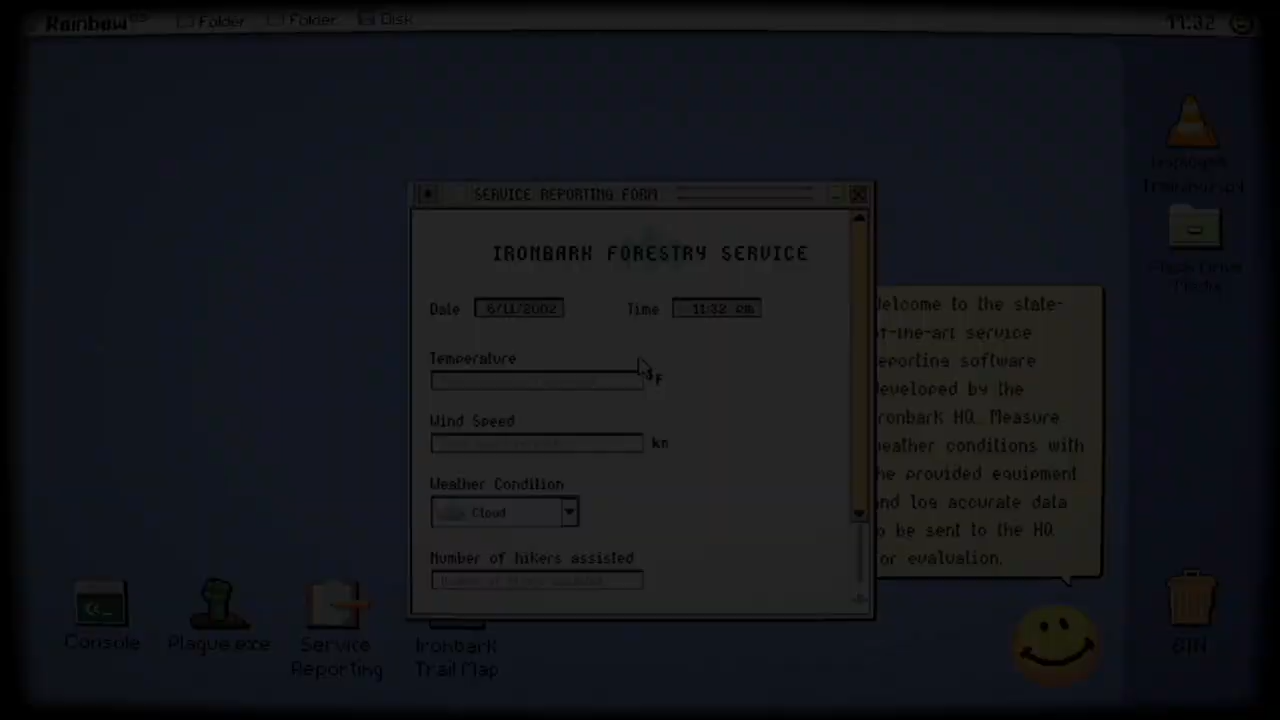 Rainbow
Folder
Folder
Disk
11:32
SERVICE REPORTING FORM
IRONBARK FORESTRY SERVICE
Date 6/11/2002 Time 11:32 pm
Temperature
°F
Wind Speed
kn
Weather Condition
Cloud
Number of hikers assisted
elcome to the state-
f-the-art service
eporting software
eveloped by the
ronbark HQ. Measure
eather conditions with
he provided equipment
nd log accurate data
o be sent to the HQ
or evaluation.
Console
Plague.exe
Service
Reporting
Ironbark
Trail Map
BIN